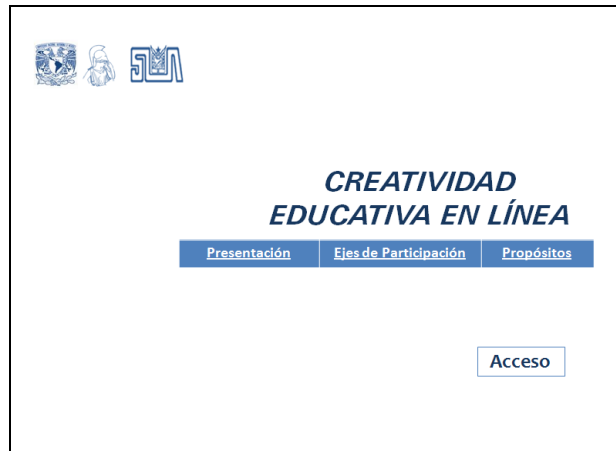 CREATIVIDAD
EDUCATIVA EN LÍNEA
Presentación Ejes de Participación Propósitos
Acceso